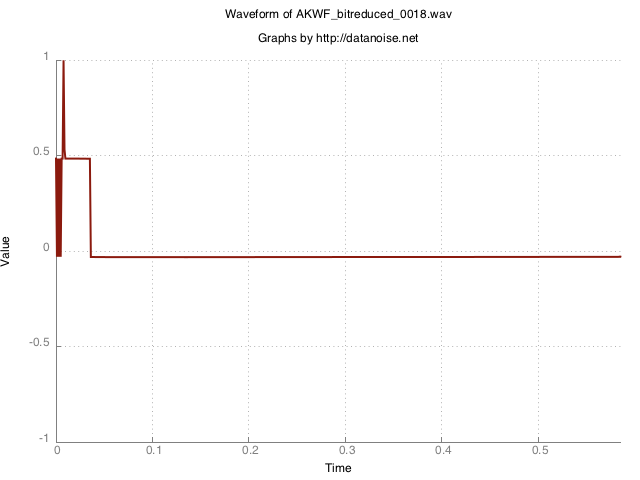 Waveform of AKWF_bitreduced_0018.wav
Graphs by http://datanoise.net
1
0.5
0
-0.5
-1
Value
0
0.1
0.2
0.3
0.4
0.5
Time